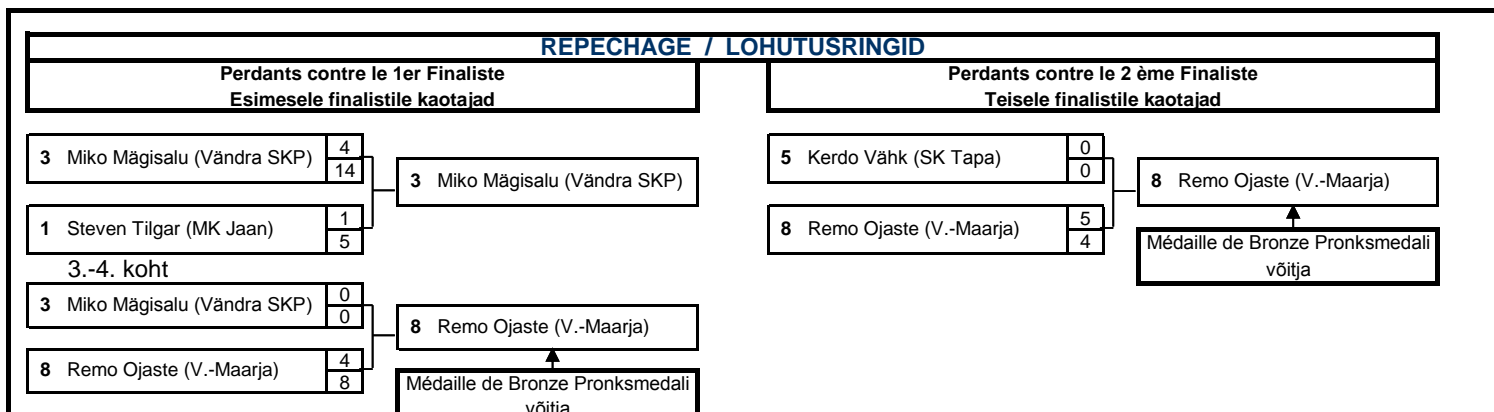 REPECHAGE / LOHUTUSRINGID
Perdants contre le 1er Finaliste
Esimesele finalistile kaotajad
Perdants contre le 2 ème Finaliste
Teisele finalistile kaotajad
3 Miko Mägisalu (Vändra SKP) 4
14
3 Miko Mägisalu (Vändra SKP)
1 Steven Tilgar (MK Jaan) 1
5
5 Kerdo Vähk (SK Tapa) 0
0
8 Remo Ojaste (V.-Maarja)
8 Remo Ojaste (V.-Maarja) 5
4
Médaille de Bronze Pronksmedali
võitja
3.-4. koht
3 Miko Mägisalu (Vändra SKP) 0
0
8 Remo Ojaste (V.-Maarja)
8 Remo Ojaste (V.-Maarja) 4
8
Médaille de Bronze Pronksmedali
võitja